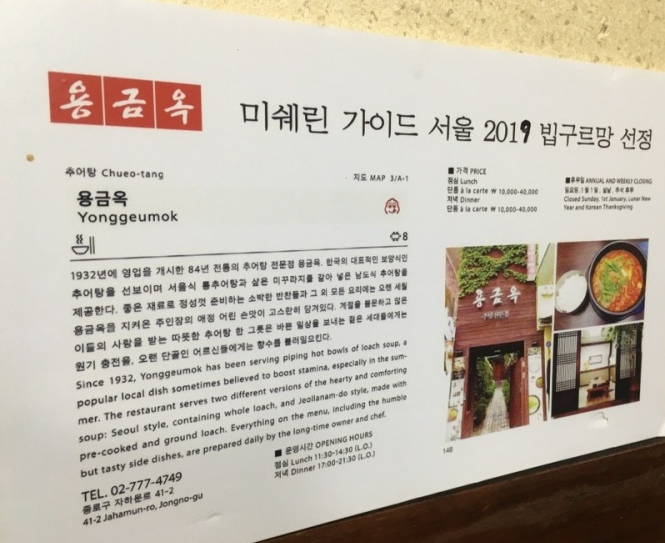 용금옥
미쉐린 가이드 서울 2019 빕구르망 선정
추어탕 Chueo-tang
지도 MAP 3/A-1
용금옥
Yonggeumok
8
1932년에 영업을 개시한 84년 전통의 추어탕 전문점 용금옥. 한국의 대표적인 보양식인
추어탕을 선보이며 서울식 통추어탕과 삶은 미꾸라지를 갈아 넣은 남도식 추어탕을
제공한다. 좋은 재료로 정성껏 준비하는 소박한 반찬들과 그 외 모든 요리에는 오랜 세월
용금옥을 지켜온 주인장의 애정 어린 손맛이 고스란히 담겨있다. 계절을 불문하고 많은
이들의 사랑을 받는 따뜻한 추어탕 한 그릇은 바쁜 일상을 보내는 젊은 세대들에게는
원기 충전을, 오랜 단골인 어르신들에게는 향수를 불러일으킨다.
Since 1932, Yonggeumok has been serving piping hot bowls of loach soup, a
popular local dish sometimes believed to boost stamina, especially in the sum-
mer. The restaurant serves two different versions of the hearty and comforting
soup: Seoul style, containing whole loach, and Jeollanam-do style, made with
pre-cooked and ground loach. Everything on the menu, including the humble
but tasty side dishes, are prepared daily by the long-time owner and chef.
TEL. 02-777-4749
종로구 자하문로 41-2
41-2 Jahamun-ro, Jongno-gu
■ 운영시간 OPENING HOURS
점심 Lunch 11:30-14:30 (L.O.)
저녁 Dinner 17:00-21:30 (L.O.)
■ 가격 PRICE
점심 Lunch
단품 à la carte ₩ 10,000-40,000
저녁 Dinner
단품 à la carte ₩ 10,000-40,000
■ 휴무일 ANNUAL AND WEEKLY CLOSING
일요일, 1월 1일, 설날, 추석 휴무
Closed Sunday, 1st January, Lunar New
Year and Korean Thanksgiving
용금옥
148